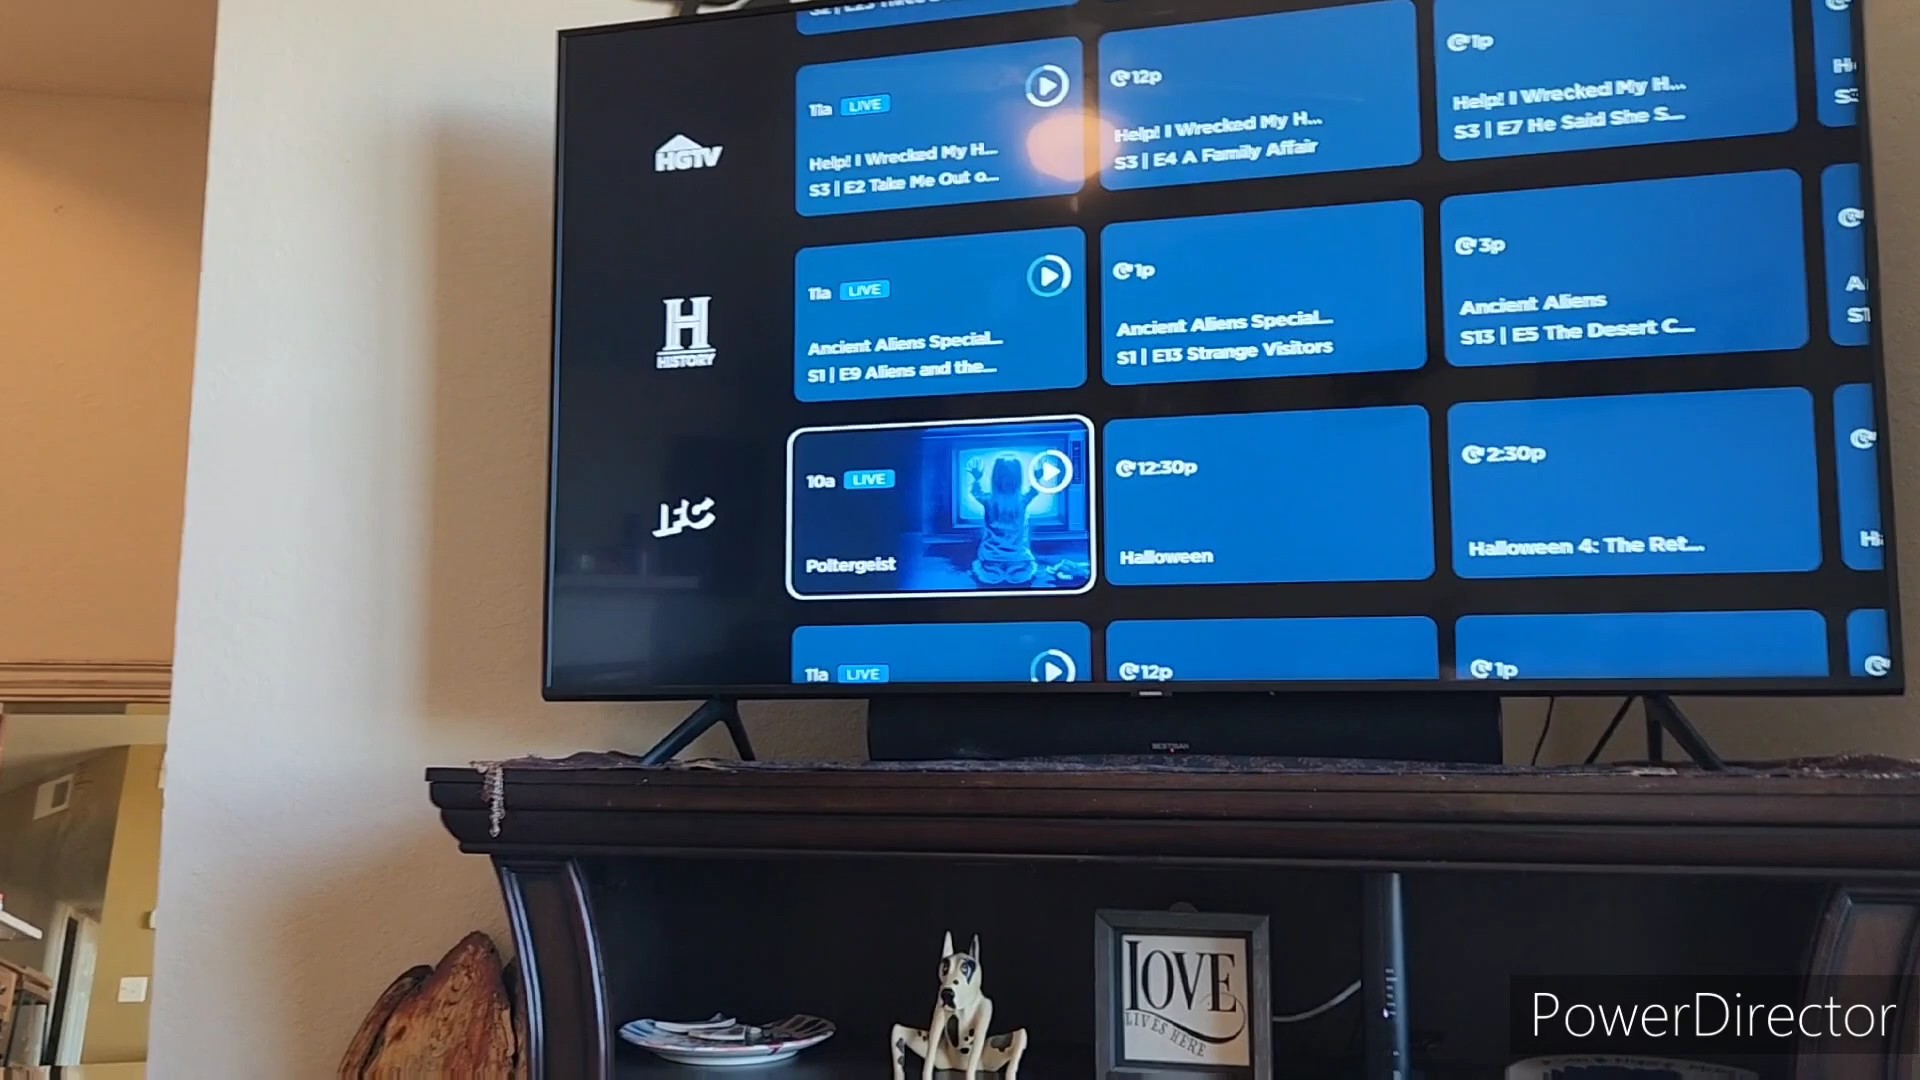 1p
11a LIVE
12p
Help! I Wrecked My H...
Help! I Wrecked My H...
Help! I Wrecked My H...
S3 | E2 Take Me Out o...
S3 | E4 A Family Affair
S3 | E7 He Said She S...
HGTV
11a LIVE
1p
3p
Ancient Aliens Special...
Ancient Aliens Special...
Ancient Aliens
S1 | E9 Aliens and the...
S1 | E13 Strange Visitors
S13 | E5 The Desert C...
H
HISTORY
10a LIVE
12:30p
2:30p
Poltergeist
Halloween
Halloween 4: The Ret...
IFC
11a LIVE
12p
1p
BESTISAN
LOVE
LIVES HERE
PowerDirector